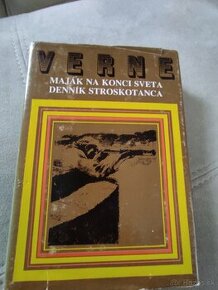 VERNE
MAJÁK NA KONCI SVETA
DENNÍK STROSKOTANCA